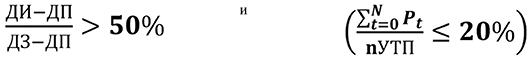 (ДИ−ДП)/(ДЗ−ДП) > 50% и (∑_{t=0}^{N} P_t / nУТП ≤ 20%)